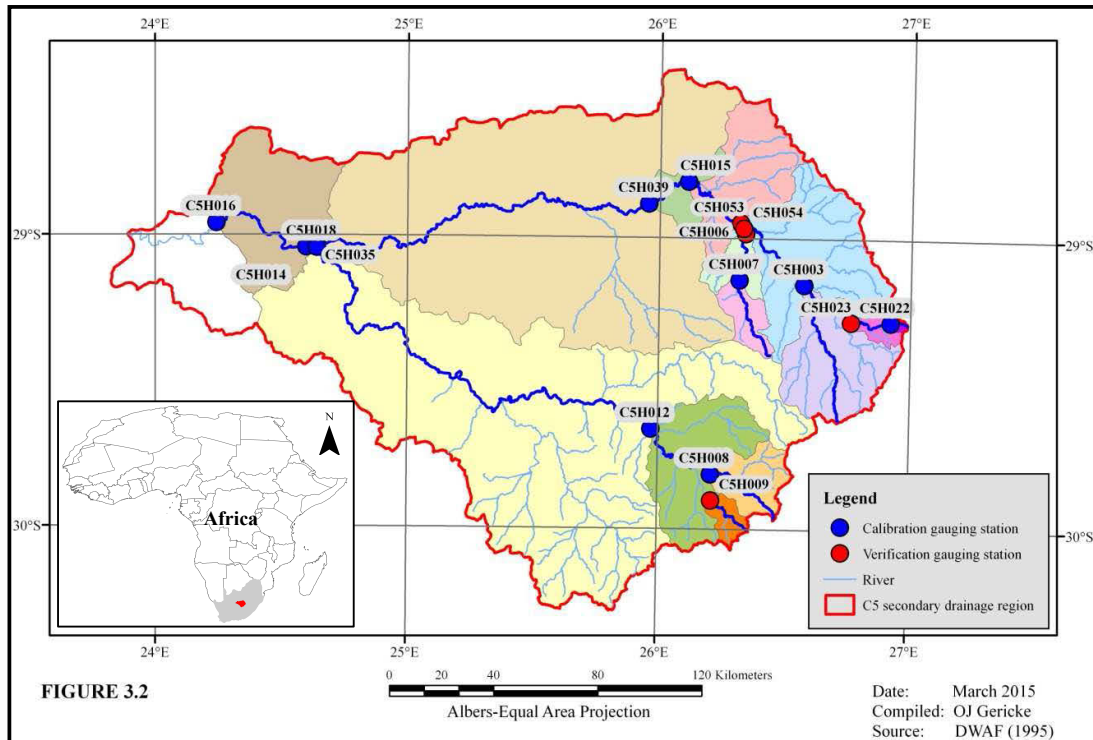 24°E
25°E
26°E
27°E
C5H015
C5H039
C5H016
C5H053
C5H054
C5H018
C5H006
29°S
29°S
C5H035
C5H007
C5H003
C5H014
C5H023
C5H022
C5H012
N
C5H008
C5H009
Africa
Legend
Calibration gauging station
Verification gauging station
River
C5 secondary drainage region
30°S
30°S
24°E
25°E
26°E
27°E
0 20 40 80 120 Kilometers
Albers-Equal Area Projection
FIGURE 3.2
Date: March 2015
Compiled: OJ Gericke
Source: DWAF (1995)